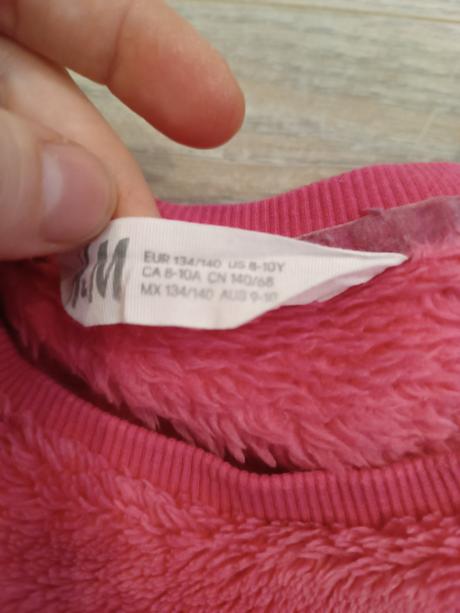 H&M
EUR 134/140 US 8-10Y
CA 8-10A CN 140/68
MX 134/140 AUS 9-10